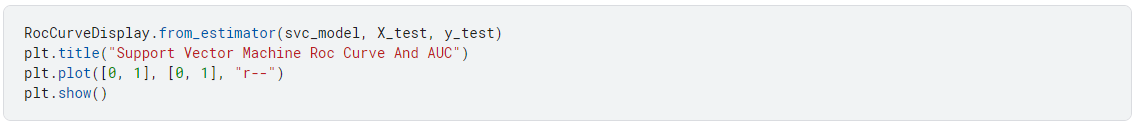 RocCurveDisplay.from_estimator(svc_model, X_test, y_test)
plt.title("Support Vector Machine Roc Curve And AUC")
plt.plot([0, 1], [0, 1], "r--")
plt.show()